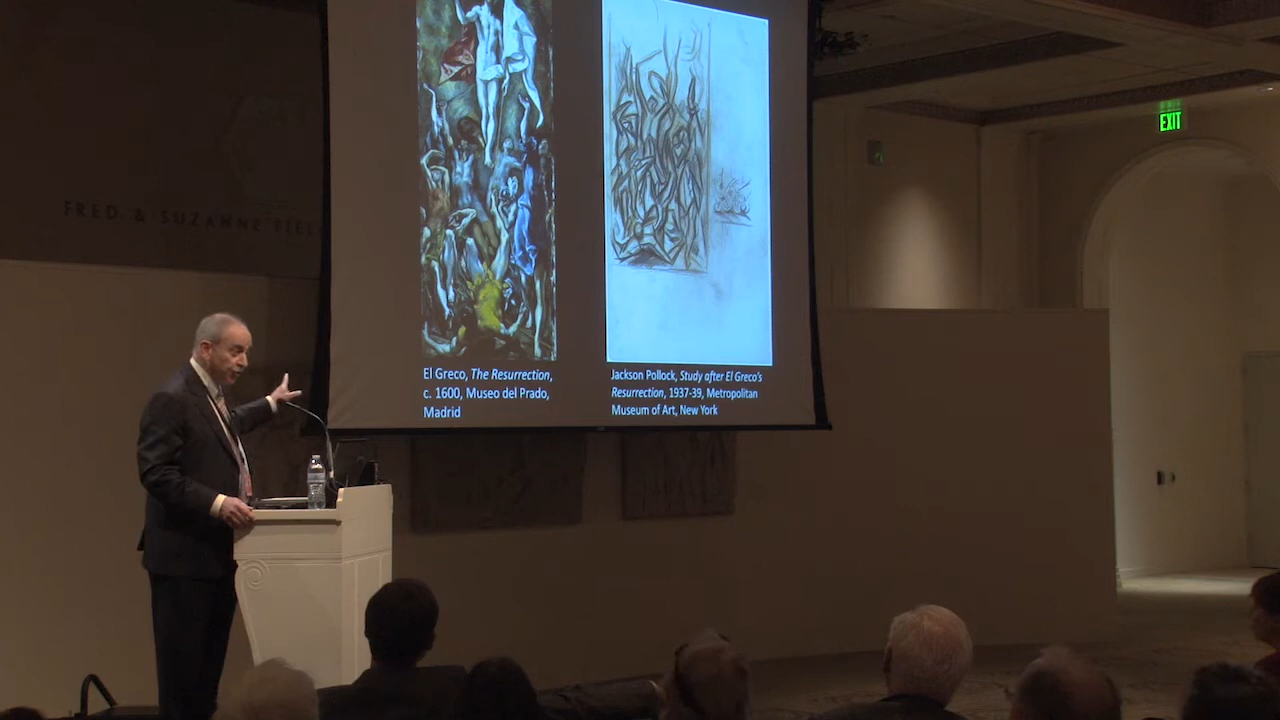 FRED & SUZANNE
EXIT
El Greco, The Resurrection,
c. 1600, Museo del Prado,
Madrid
Jackson Pollock, Study after El Greco's
Resurrection, 1937-39, Metropolitan
Museum of Art, New York